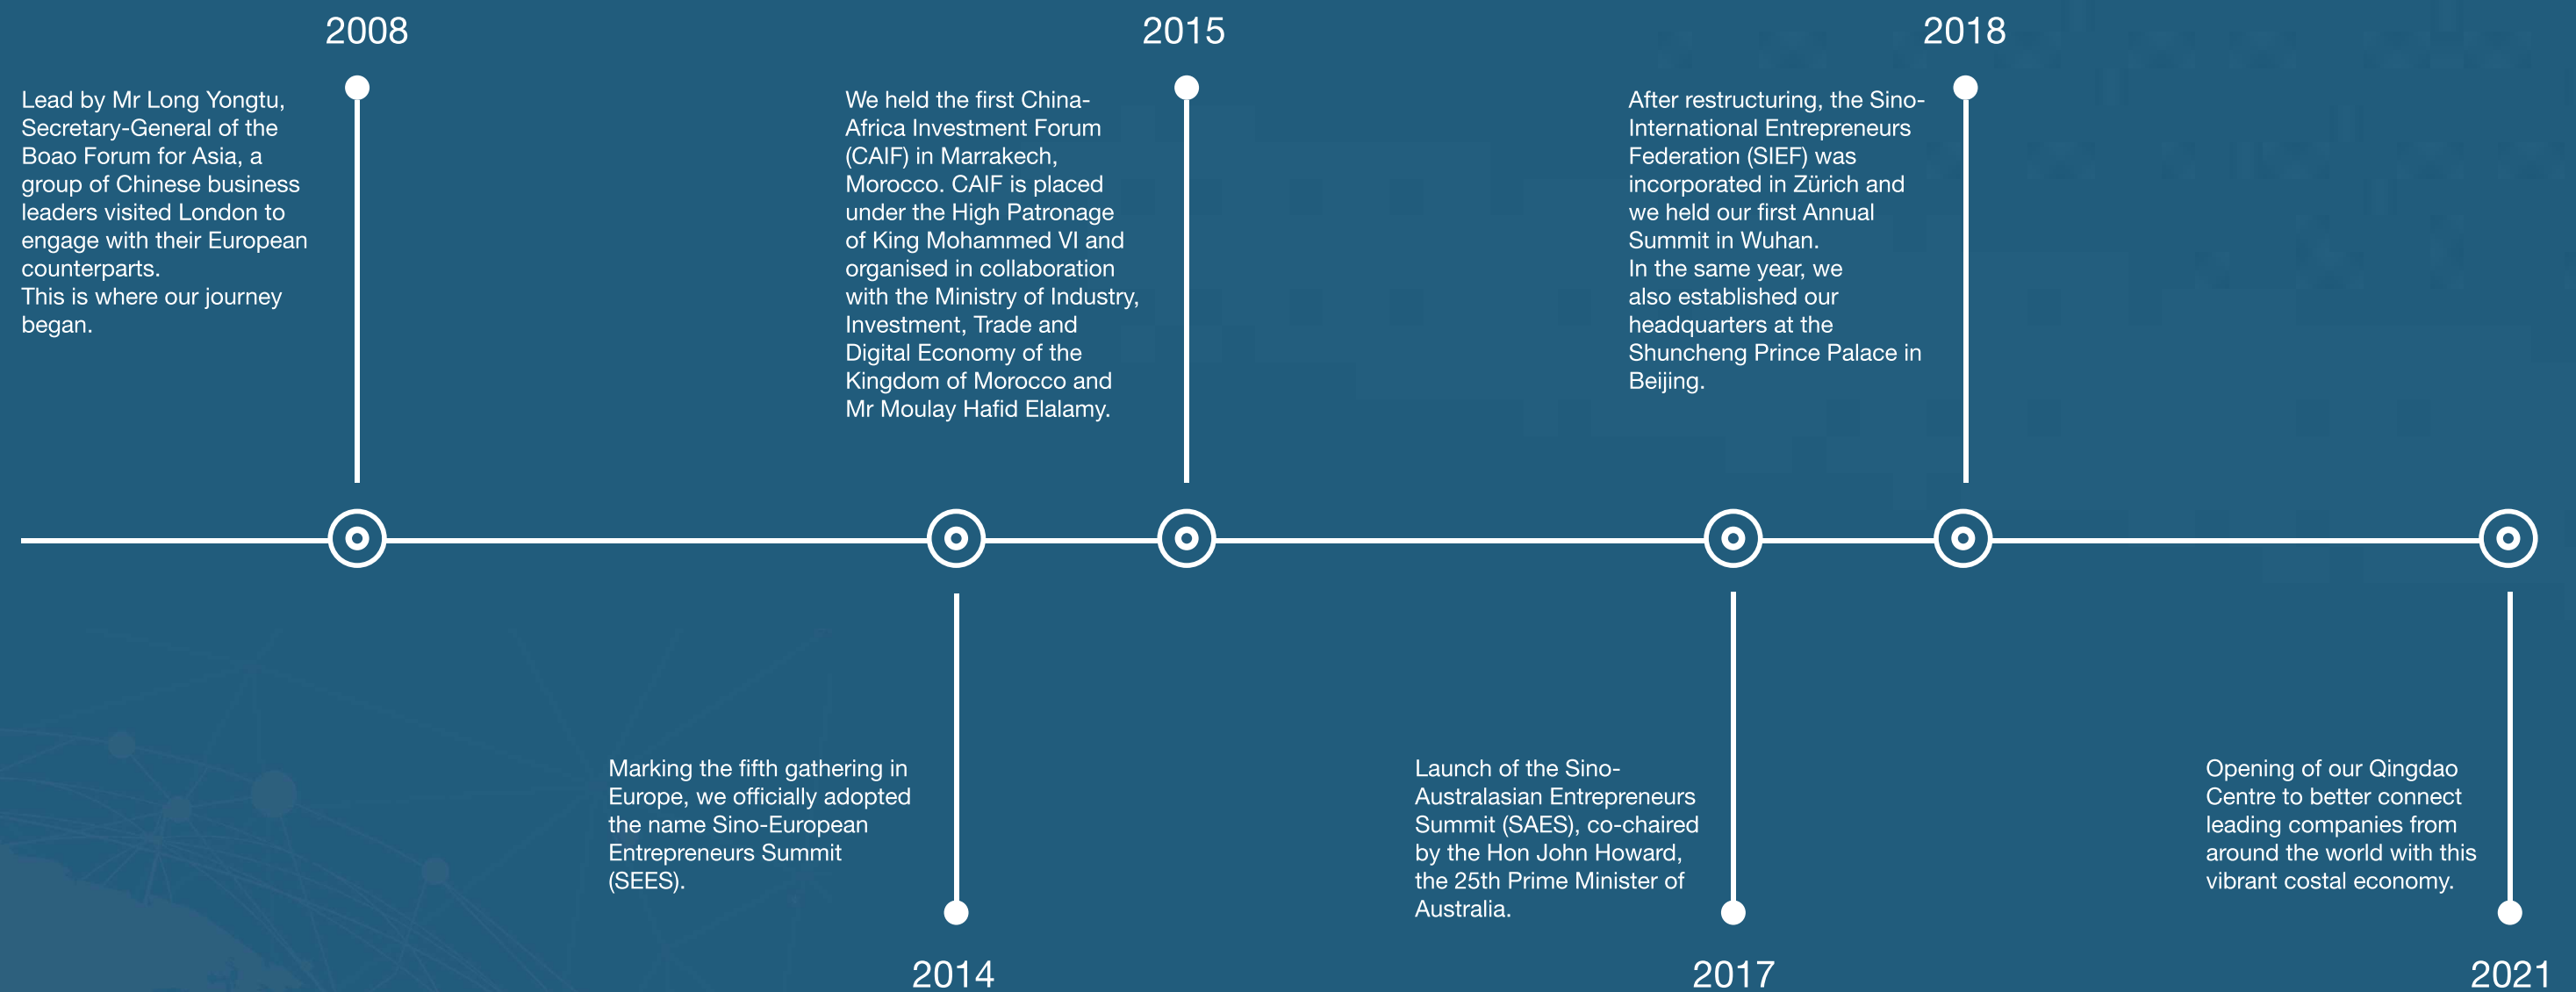 2008
Lead by Mr Long Yongtu,
Secretary-General of the
Boao Forum for Asia, a
group of Chinese business
leaders visited London to
engage with their European
counterparts.
This is where our journey
began.
Marking the fifth gathering in
Europe, we officially adopted
the name Sino-European
Entrepreneurs Summit
(SEES).
2014
2015
We held the first China-
Africa Investment Forum
(CAIF) in Marrakech,
Morocco. CAIF is placed
under the High Patronage
of King Mohammed VI and
organised in collaboration
with the Ministry of Industry,
Investment, Trade and
Digital Economy of the
Kingdom of Morocco and
Mr Moulay Hafid Elalamy.
Launch of the Sino-
Australasian Entrepreneurs
Summit (SAES), co-chaired
by the Hon John Howard,
the 25th Prime Minister of
Australia.
2017
2018
After restructuring, the Sino-
International Entrepreneurs
Federation (SIEF) was
incorporated in Zürich and
we held our first Annual
Summit in Wuhan.
In the same year, we
also established our
headquarters at the
Shuncheng Prince Palace in
Beijing.
Opening of our Qingdao
Centre to better connect
leading companies from
around the world with this
vibrant costal economy.
2021